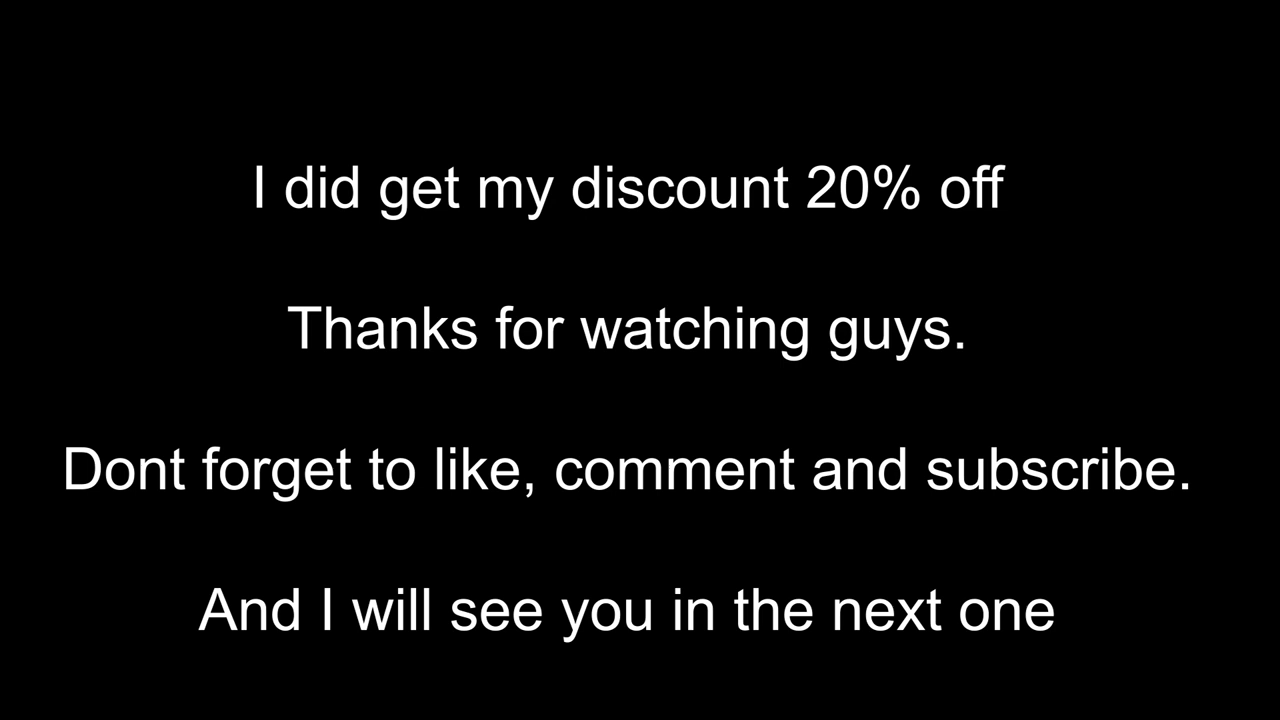 I did get my discount 20% off
Thanks for watching guys.
Dont forget to like, comment and subscribe.
And I will see you in the next one